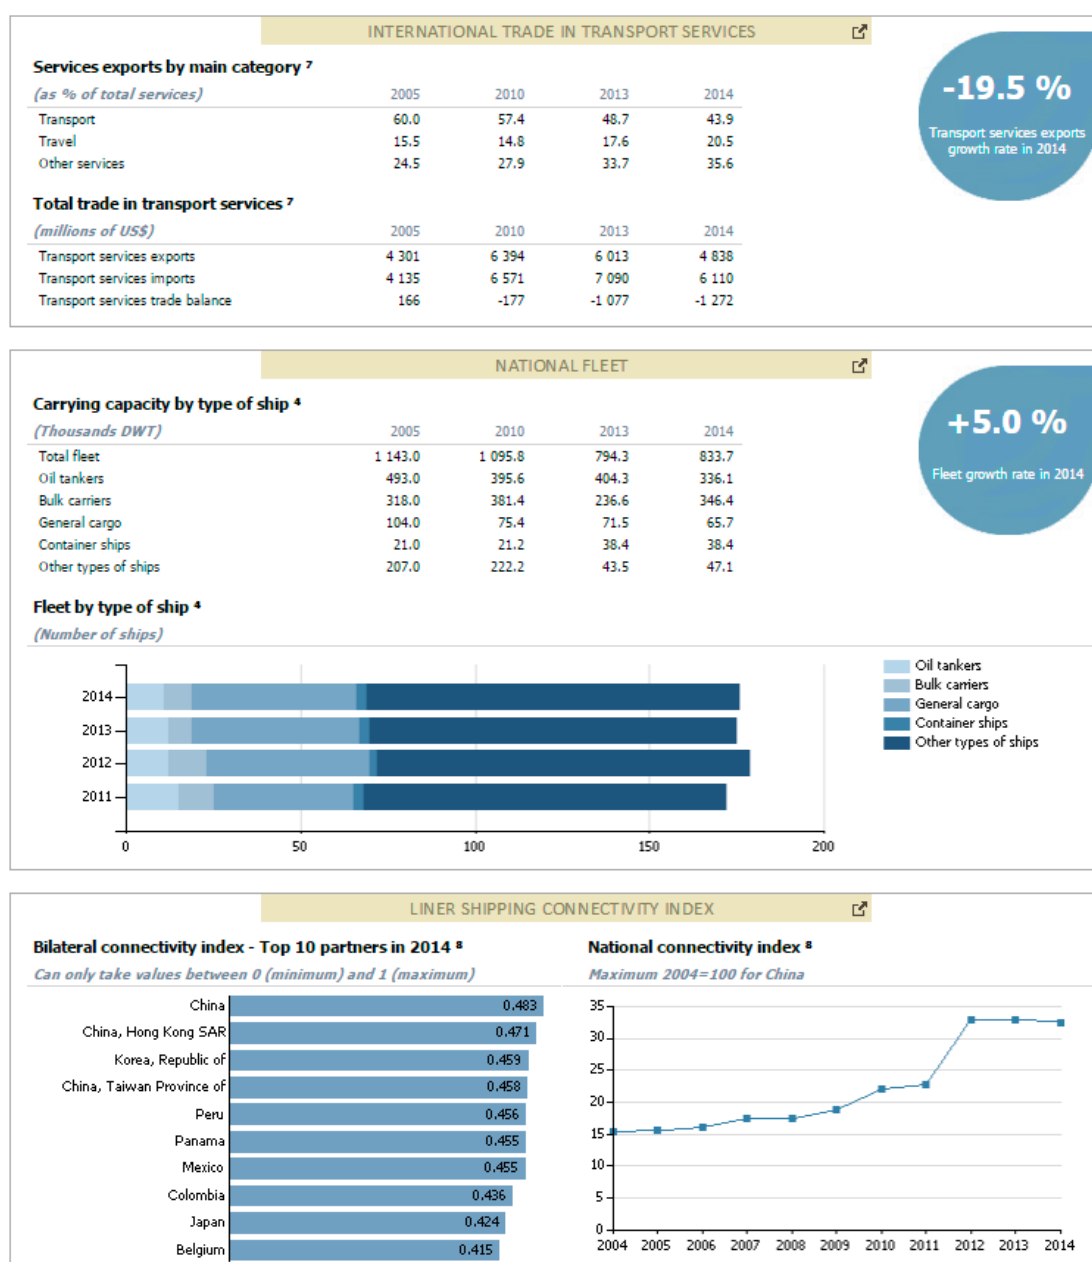 INTERNATIONAL TRADE IN TRANSPORT SERVICES
Services exports by main category ⁷
(as % of total services) 2005 2010 2013 2014
Transport 60.0 57.4 48.7 43.9
Travel 15.5 14.8 17.6 20.5
Other services 24.5 27.9 33.7 35.6
-19.5 %
Transport services exports
growth rate in 2014
Total trade in transport services ⁷
(millions of US$) 2005 2010 2013 2014
Transport services exports 4 301 6 394 6 013 4 838
Transport services imports 4 135 6 571 7 090 6 110
Transport services trade balance 166 -177 -1 077 -1 272
NATIONAL FLEET
Carrying capacity by type of ship ⁴
(Thousands DWT) 2005 2010 2013 2014
Total fleet 1 143.0 1 095.8 794.3 833.7
Oil tankers 493.0 395.6 404.3 336.1
Bulk carriers 318.0 381.4 236.6 346.4
General cargo 104.0 75.4 71.5 65.7
Container ships 21.0 21.2 38.4 38.4
Other types of ships 207.0 222.2 43.5 47.1
+5.0 %
Fleet growth rate in 2014
Fleet by type of ship ⁴
(Number of ships)
2014
2013
2012
2011
0 50 100 150 200
Oil tankers
Bulk carriers
General cargo
Container ships
Other types of ships
LINER SHIPPING CONNECTIVITY INDEX
Bilateral connectivity index - Top 10 partners in 2014 ⁸
Can only take values between 0 (minimum) and 1 (maximum)
China 0.483
China, Hong Kong SAR 0.471
Korea, Republic of 0.459
China, Taiwan Province of 0.458
Peru 0.456
Panama 0.455
Mexico 0.455
Colombia 0.436
Japan 0.424
Belgium 0.415
National connectivity index ⁸
Maximum 2004=100 for China
35
30
25
20
15
10
5
0
2004 2005 2006 2007 2008 2009 2010 2011 2012 2013 2014